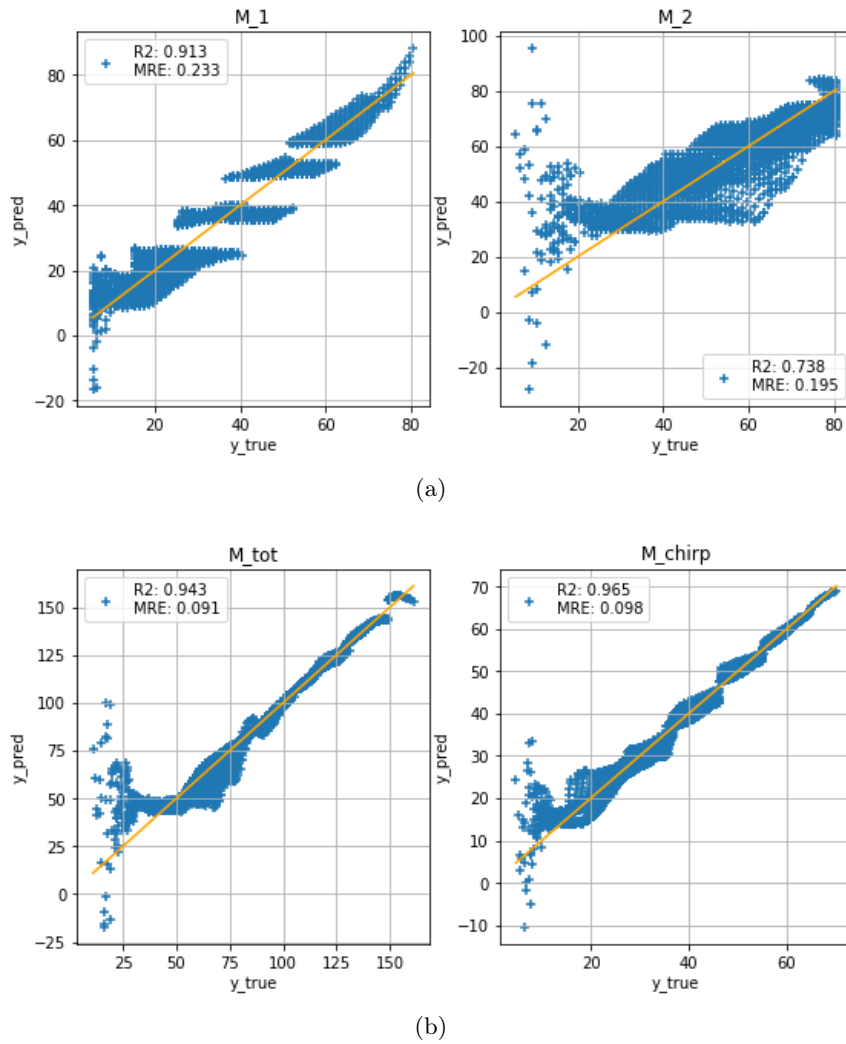 M_1
R2: 0.913
MRE: 0.233
y_pred
80
60
40
20
0
−20
20
40
60
80
y_true
M_2
100
80
60
40
20
0
−20
y_pred
R2: 0.738
MRE: 0.195
20
40
60
80
y_true
(a)
M_tot
R2: 0.943
MRE: 0.091
y_pred
150
125
100
75
50
25
0
−25
25
50
75
100
125
150
y_true
M_chirp
R2: 0.965
MRE: 0.098
y_pred
70
60
50
40
30
20
10
0
−10
20
40
60
y_true
(b)